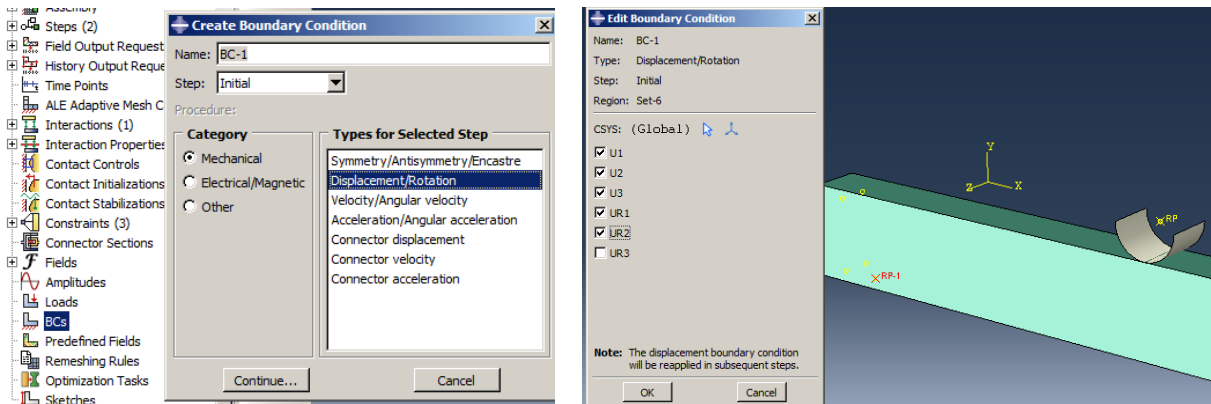 Assembly
Steps (2)
Field Output Request
History Output Reque
Time Points
ALE Adaptive Mesh C
Interactions (1)
Interaction Properties
Contact Controls
Contact Initializations
Contact Stabilizations
Constraints (3)
Connector Sections
Fields
Amplitudes
Loads
BCs
Predefined Fields
Remeshing Rules
Optimization Tasks
Sketches
Create Boundary Condition
Name: BC-1
Step: Initial
Procedure:
Category
Mechanical
Electrical/Magnetic
Other
Types for Selected Step
Symmetry/Antisymmetry/Encastre
Displacement/Rotation
Velocity/Angular velocity
Acceleration/Angular acceleration
Connector displacement
Connector velocity
Connector acceleration
Continue...
Cancel
Edit Boundary Condition
Name: BC-1
Type: Displacement/Rotation
Step: Initial
Region: Set-6
CSYS: (Global)
U1
U2
U3
UR1
UR2
UR3
Note: The displacement boundary condition
will be reapplied in subsequent steps.
OK
Cancel
Y
Z
X
RP
RP-1